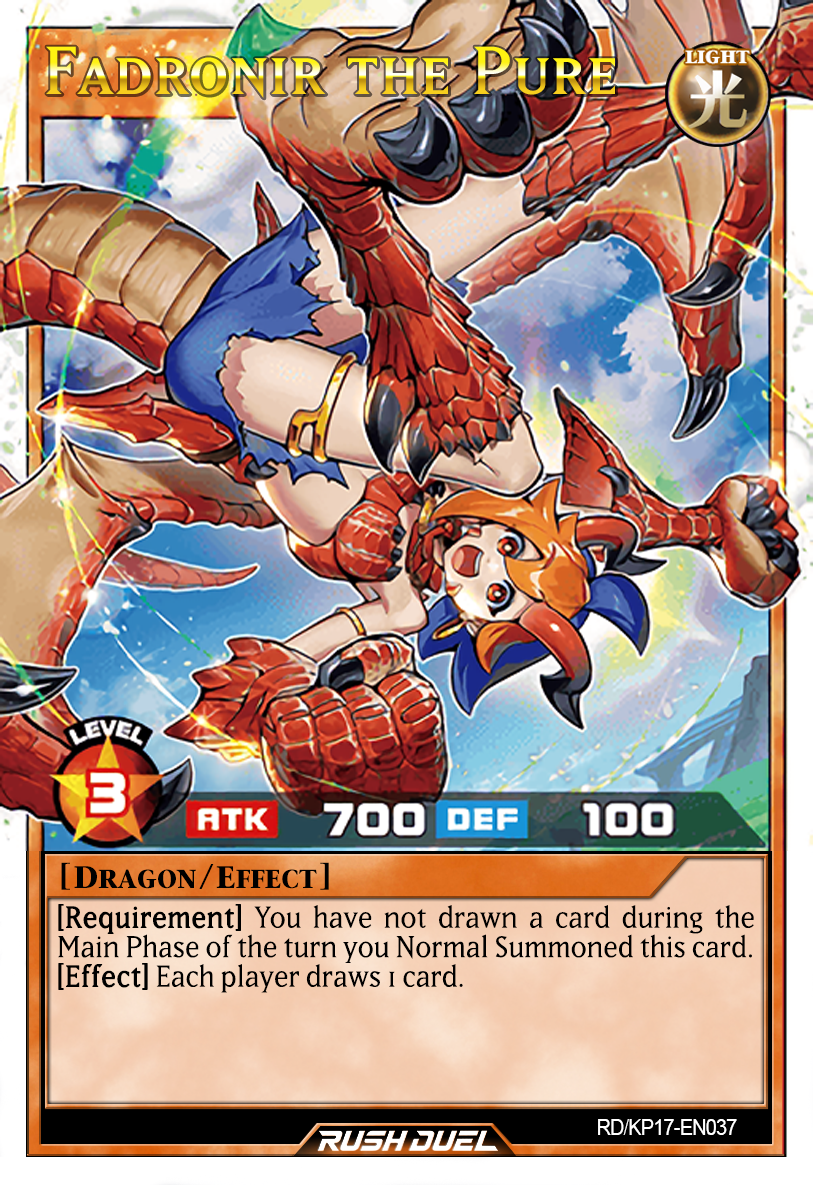 Fadronir the Pure
LIGHT
光
LEVEL
3
ATK 700 DEF 100
[Dragon/Effect]
[Requirement] You have not drawn a card during the
Main Phase of the turn you Normal Summoned this card.
[Effect] Each player draws 1 card.
RD/KP17-EN037
RUSH DUEL